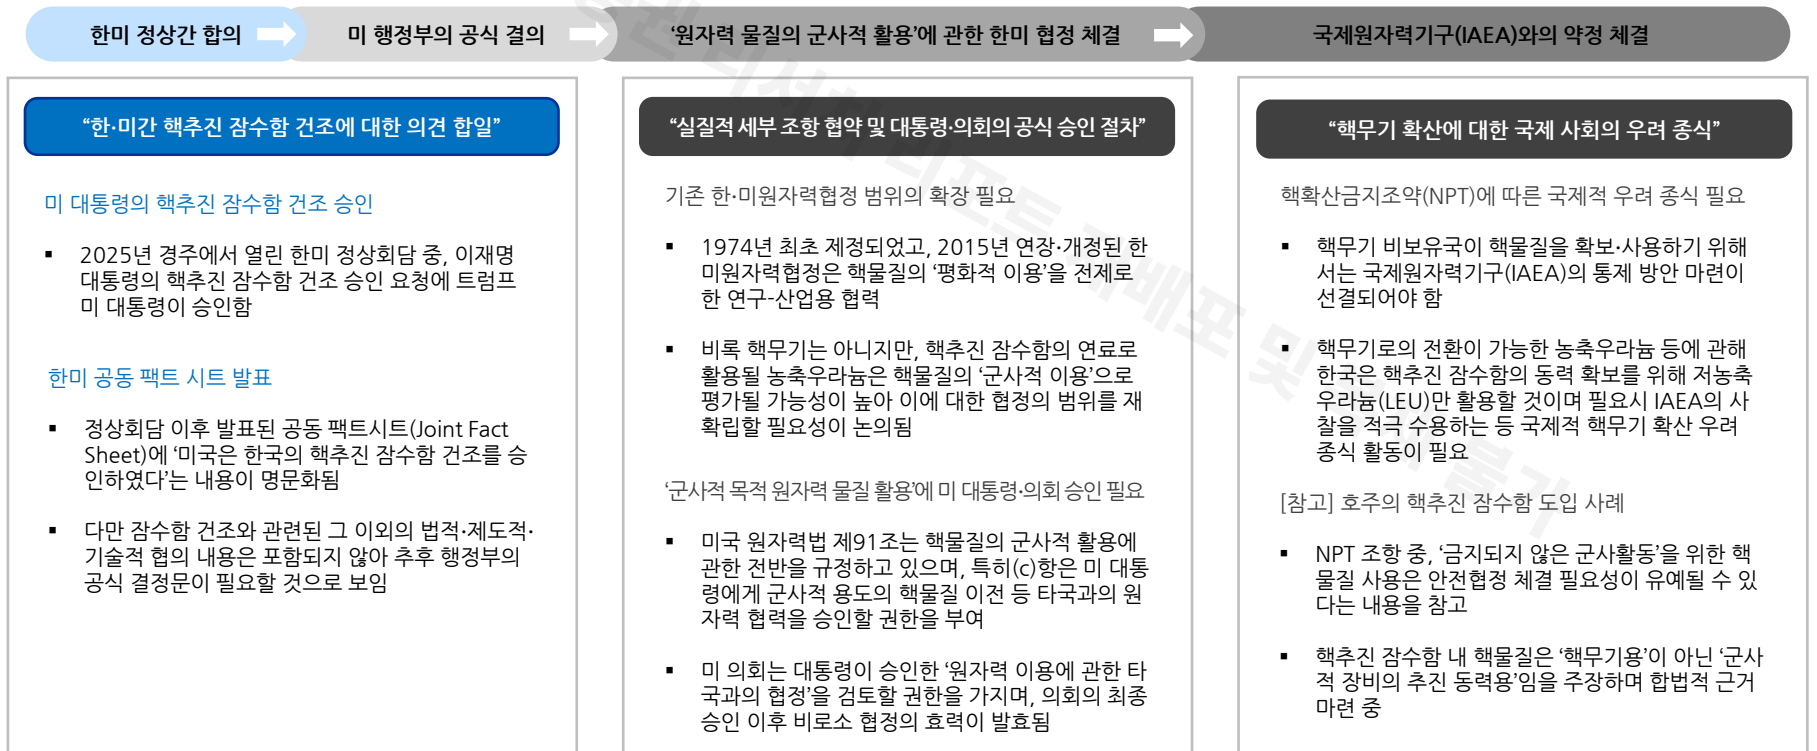 한미 정상간 합의
미 행정부의 공식 결의
‘원자력 물질의 군사적 활용’에 관한 한미 협정 체결
국제원자력기구(IAEA)와의 약정 체결
“한·미간 핵추진 잠수함 건조에 대한 의견 합일”
미 대통령의 핵추진 잠수함 건조 승인
▪ 2025년 경주에서 열린 한미 정상회담 중, 이재명
대통령의 핵추진 잠수함 건조 승인 요청에 트럼프
미 대통령이 승인함
한미 공동 팩트 시트 발표
▪ 정상회담 이후 발표된 공동 팩트시트(Joint Fact
Sheet)에 ‘미국은 한국의 핵추진 잠수함 건조를 승
인하였다’는 내용이 명문화됨
▪ 다만 잠수함 건조와 관련된 그 이외의 법적·제도적·
기술적 협의 내용은 포함되지 않아 추후 행정부의
공식 결정문이 필요할 것으로 보임
“실질적 세부 조항 협약 및 대통령·의회의 공식 승인 절차”
기존 한·미원자력협정 범위의 확장 필요
▪ 1974년 최초 제정되었고, 2015년 연장·개정된 한
미원자력협정은 핵물질의 ‘평화적 이용’을 전제로
한 연구-산업용 협력
▪ 비록 핵무기는 아니지만, 핵추진 잠수함의 연료로
활용될 농축우라늄은 핵물질의 ‘군사적 이용’으로
평가될 가능성이 높아 이에 대한 협정의 범위를 재
확립할 필요성이 논의됨
‘군사적 목적 원자력 물질 활용’에 미 대통령·의회 승인 필요
▪ 미국 원자력법 제91조는 핵물질의 군사적 활용에
관한 전반을 규정하고 있으며, 특히(c)항은 미 대통
령에게 군사적 용도의 핵물질 이전 등 타국과의 원
자력 협력을 승인할 권한을 부여
▪ 미 의회는 대통령이 승인한 ‘원자력 이용에 관한 타
국과의 협정’을 검토할 권한을 가지며, 의회의 최종
승인 이후 비로소 협정의 효력이 발효됨
“핵무기 확산에 대한 국제 사회의 우려 종식”
핵확산금지조약(NPT)에 따른 국제적 우려 종식 필요
▪ 핵무기 비보유국이 핵물질을 확보·사용하기 위해
서는 국제원자력기구(IAEA)의 통제 방안 마련이
선결되어야 함
▪ 핵무기로의 전환이 가능한 농축우라늄 등에 관해
한국은 핵추진 잠수함의 동력 확보를 위해 저농축
우라늄(LEU)만 활용할 것이며 필요시 IAEA의 사
찰을 적극 수용하는 등 국제적 핵무기 확산 우려
종식 활동이 필요
[참고] 호주의 핵추진 잠수함 도입 사례
▪ NPT 조항 중, ‘금지되지 않은 군사활동’을 위한 핵
물질 사용은 안전협정 체결 필요성이 유예될 수 있
다는 내용을 참고
▪ 핵추진 잠수함 내 핵물질은 ‘핵무기용’이 아닌 ‘군사
적 장비의 추진 동력용’임을 주장하며 합법적 근거
마련 중